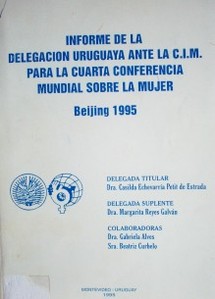 INFORME DE LA
DELEGACION URUGUAYA ANTE LA C.I.M.
PARA LA CUARTA CONFERENCIA
MUNDIAL SOBRE LA MUJER
Beijing 1995
DELEGADA TITULAR
Dra. Casilda Echevarría Petit de Estrada
DELEGADA SUPLENTE
Dra. Margarita Reyes Galván
COLABORADORAS
Dra. Gabriela Alves
Sra. Beatriz Curbelo
MONTEVIDEO - URUGUAY
1995